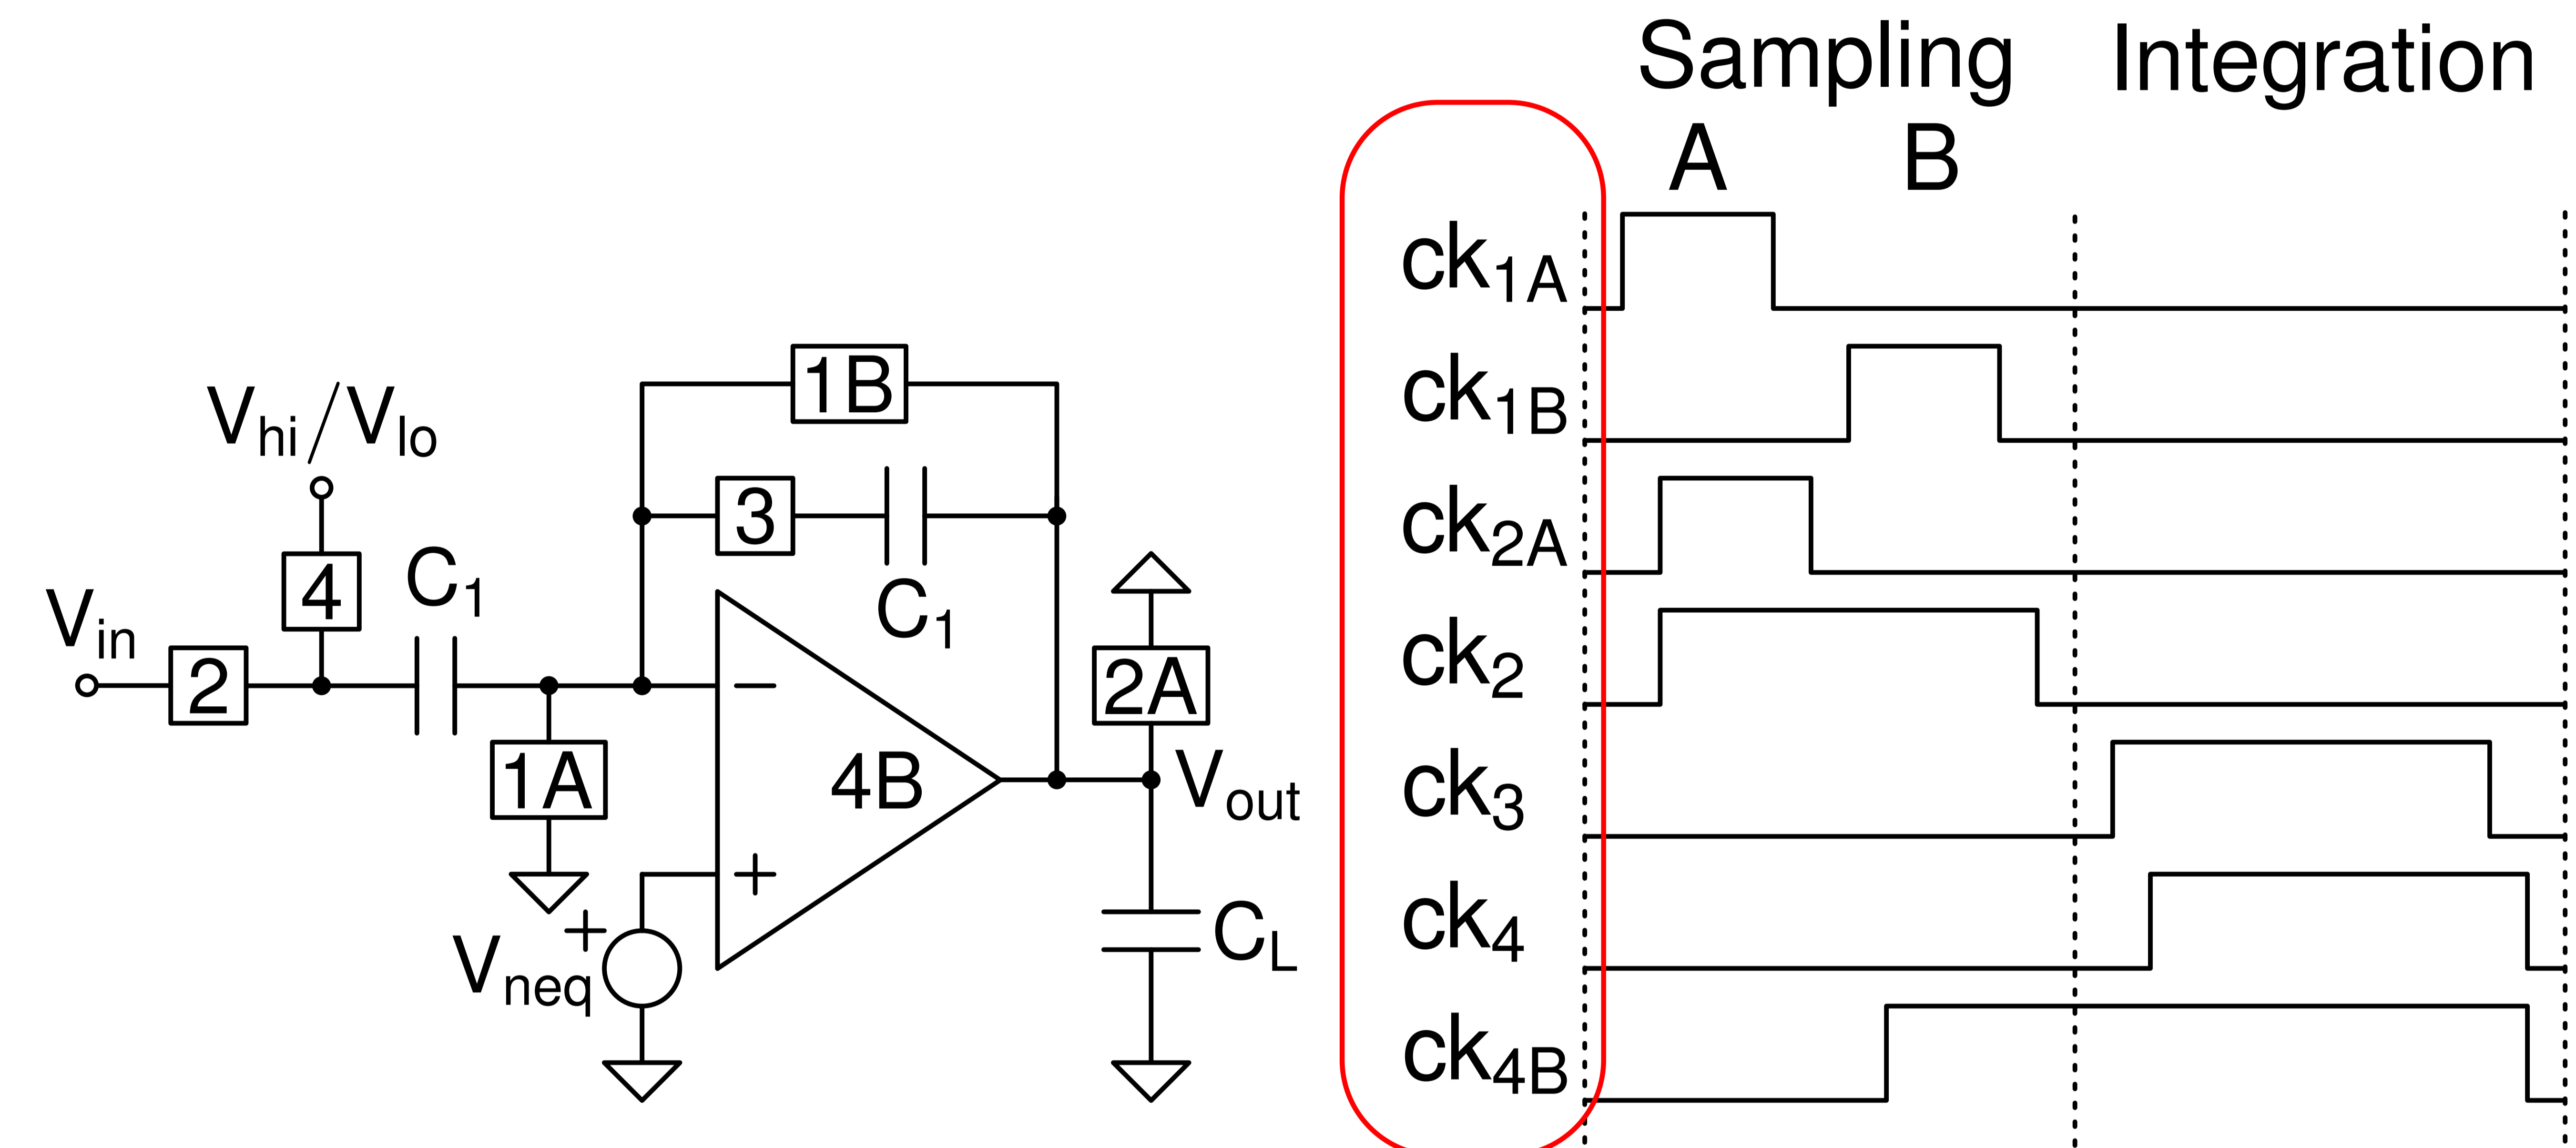 Sampling Integration
A B
ck1A
ck1B
ck2A
ck2
ck3
ck4
ck4B
1B
Vhi/Vlo
3
4 C1
C1
Vin
2
2A
1A
4B
Vout
−
+
+
Vneq
CL